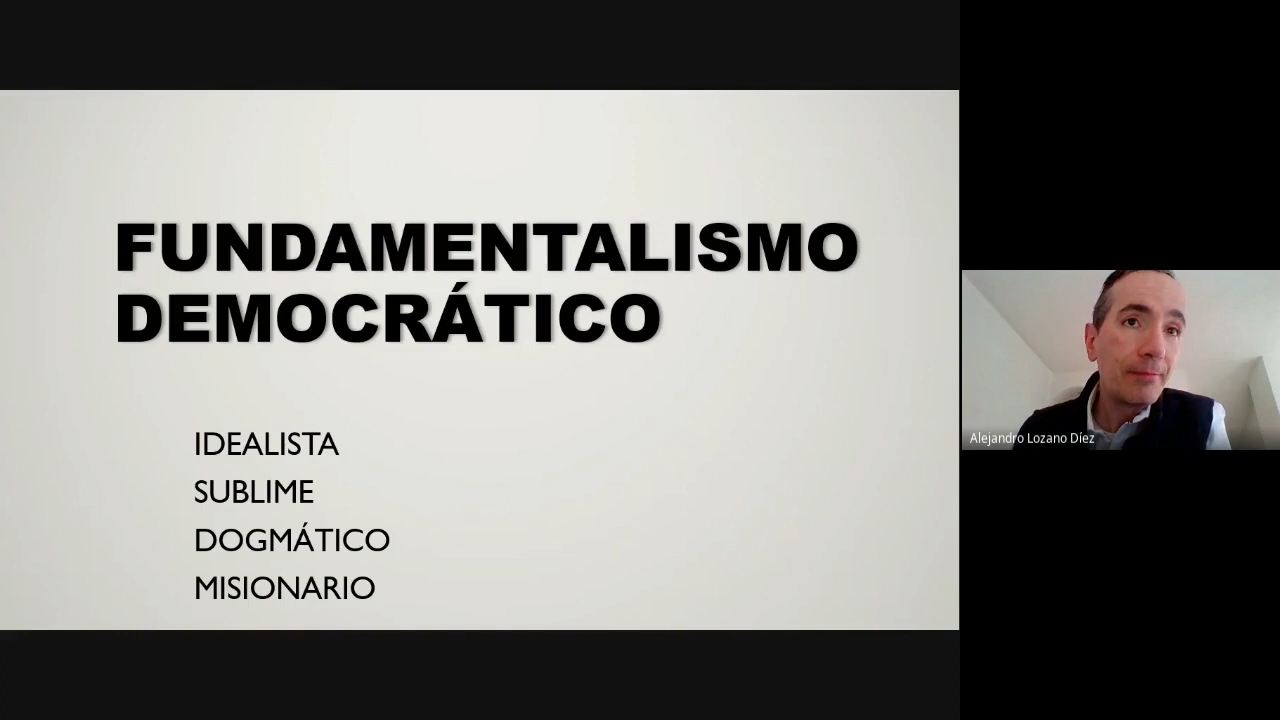 FUNDAMENTALISMO
DEMOCRÁTICO
IDEALISTA
SUBLIME
DOGMÁTICO
MISIONARIO
Alejandro Lozano Díez